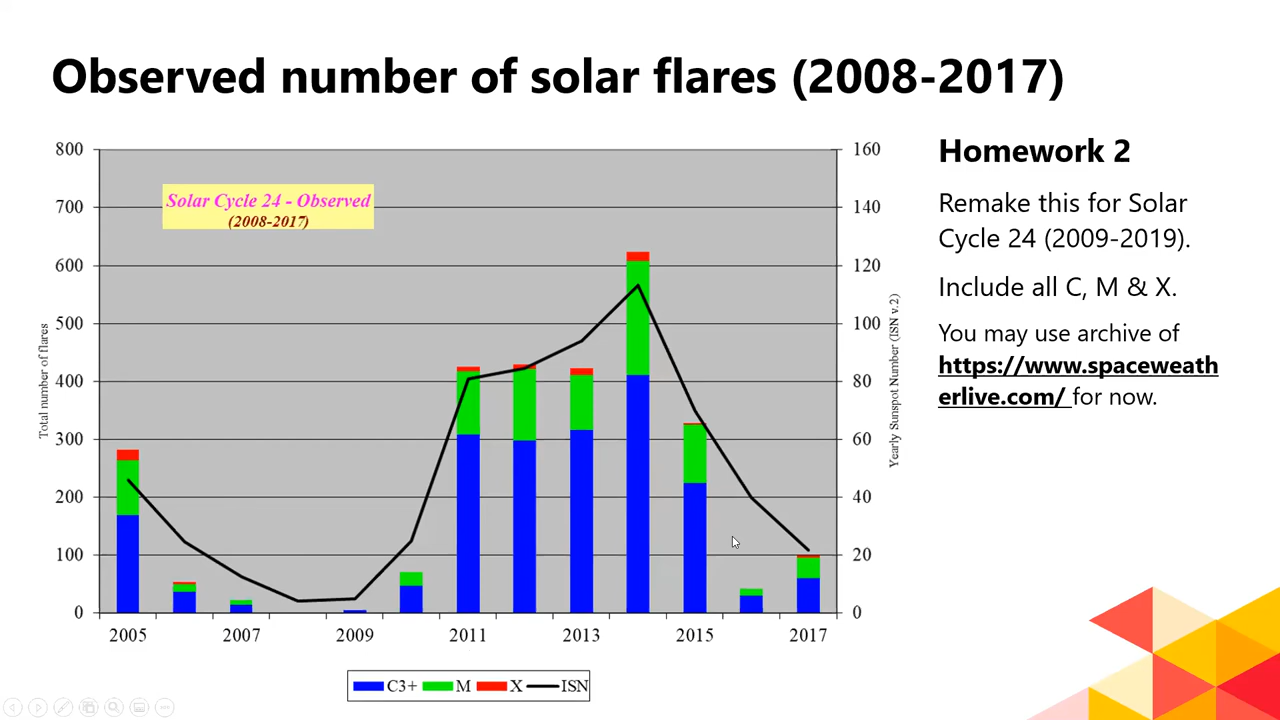 Observed number of solar flares (2008-2017)
Solar Cycle 24 - Observed
(2008-2017)
Total number of flares
800
700
600
500
400
300
200
100
0
160
140
120
100
80
60
40
20
0
Yearly Sunspot Number (ISN v.2)
2005 2007 2009 2011 2013 2015 2017
C3+ M X ISN
Homework 2
Remake this for Solar
Cycle 24 (2009-2019).
Include all C, M & X.
You may use archive of
https://www.spaceweath
erlive.com/ for now.